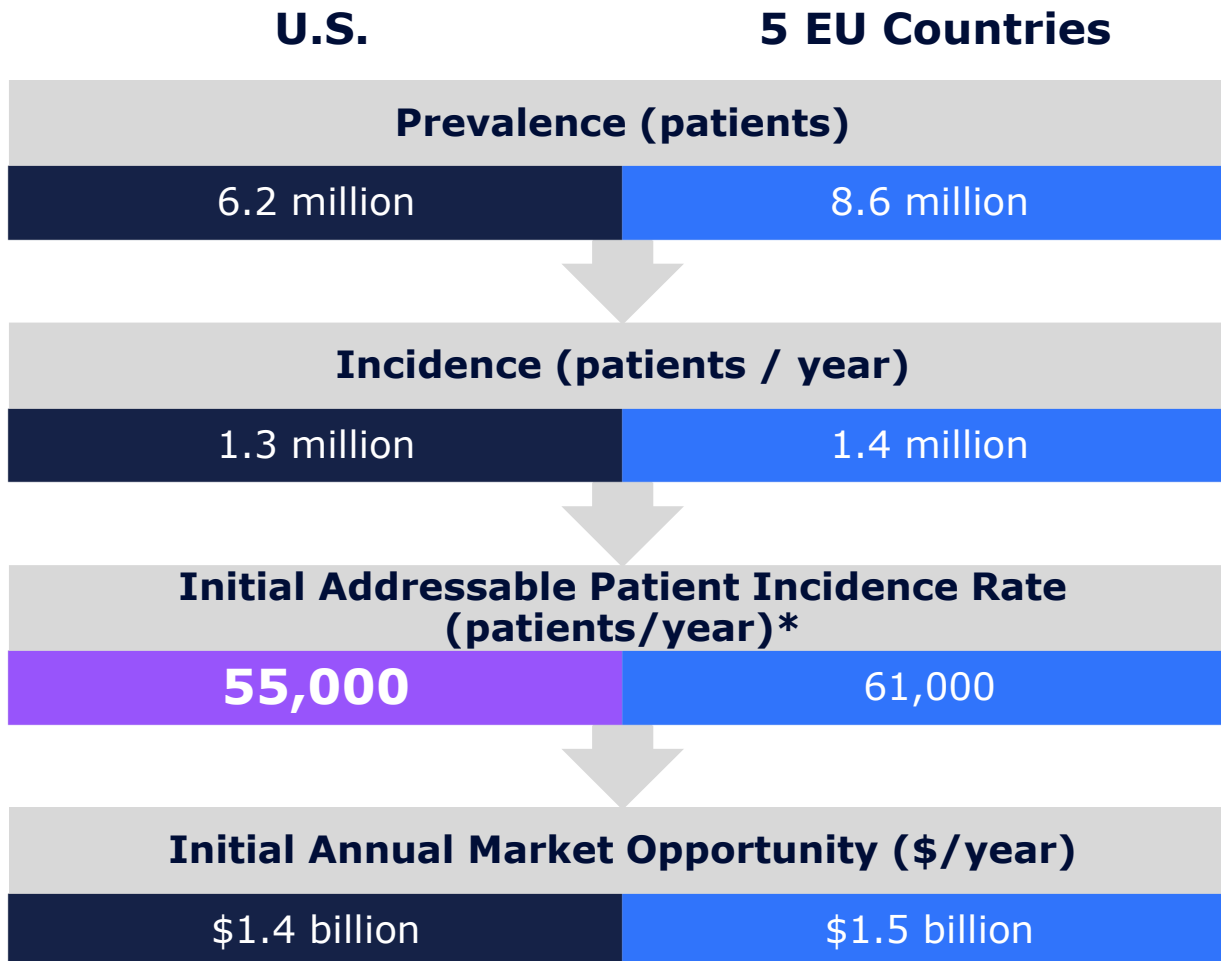 U.S. 5 EU Countries
Prevalence (patients)
6.2 million 8.6 million
Incidence (patients / year)
1.3 million 1.4 million
Initial Addressable Patient Incidence Rate
(patients/year)*
55,000 61,000
Initial Annual Market Opportunity ($/year)
$1.4 billion $1.5 billion